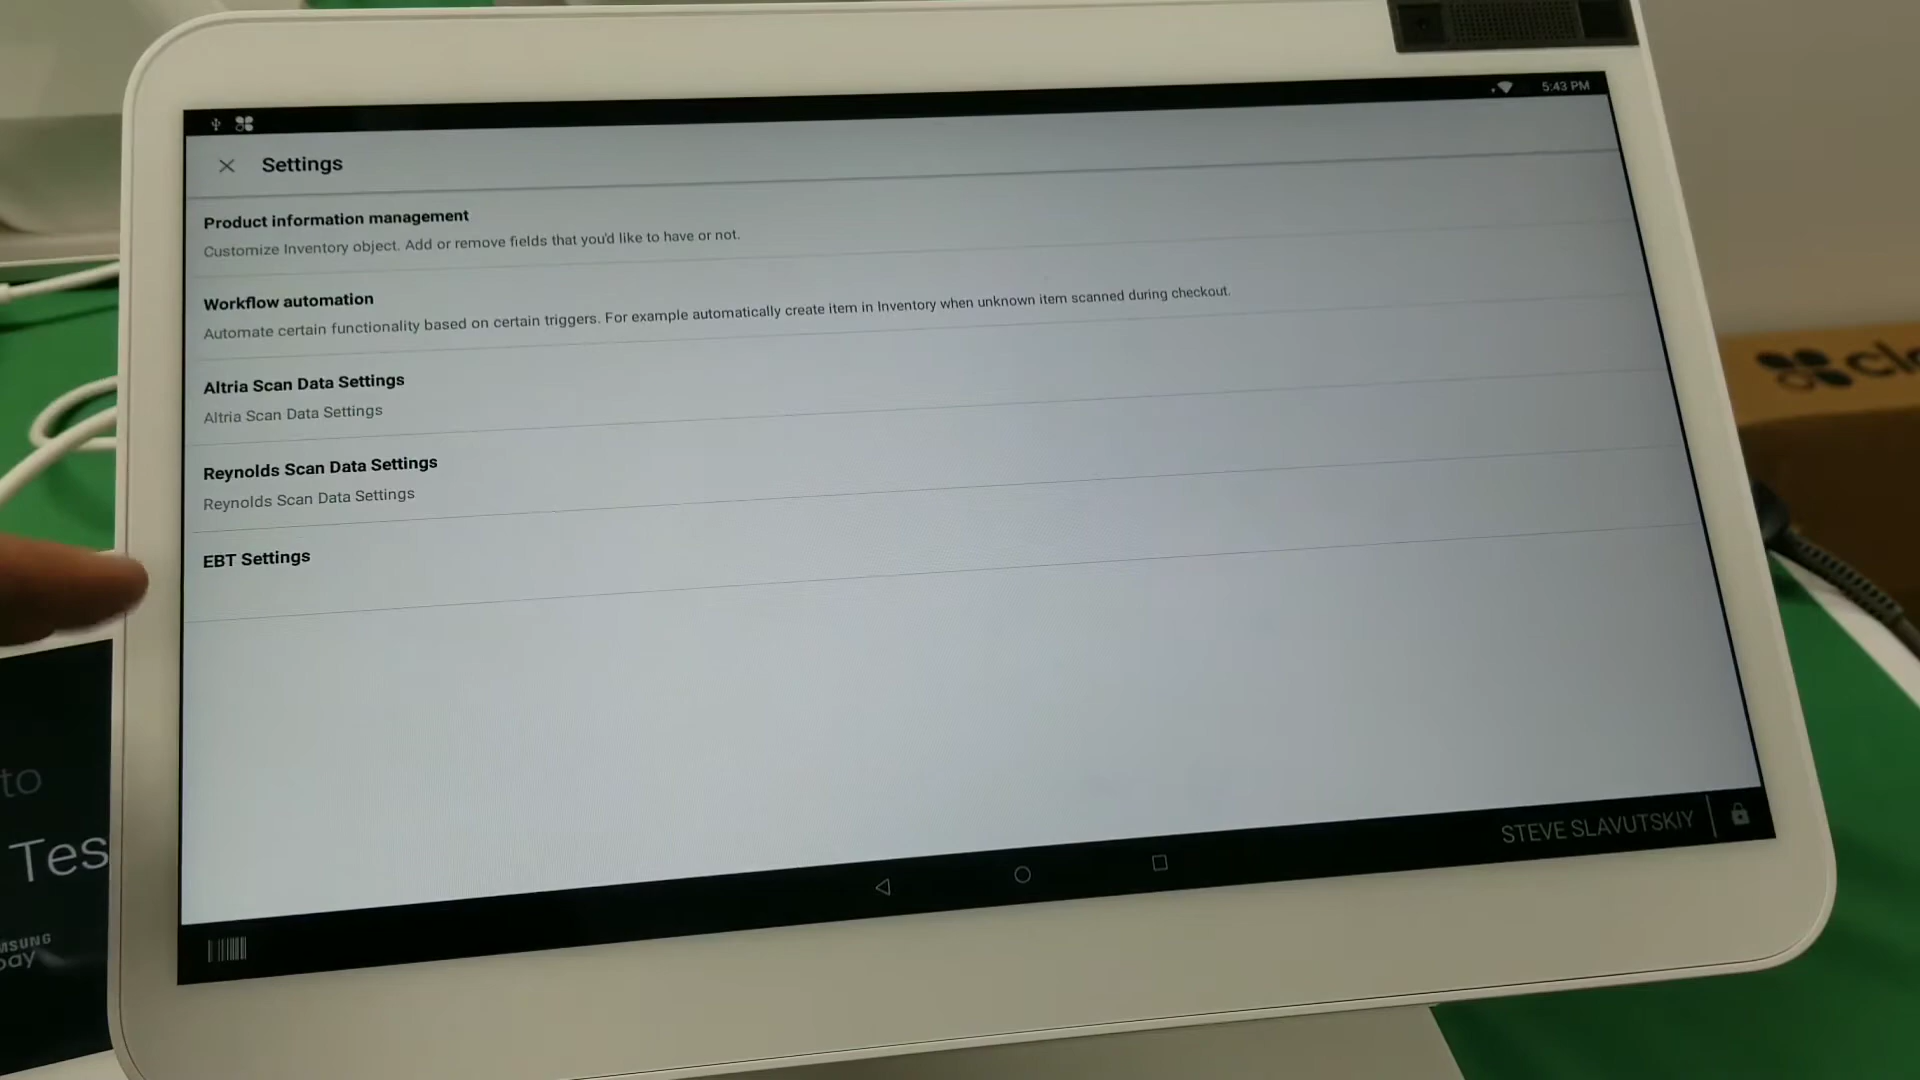 5:43 PM
Settings
Product information management
Customize Inventory object. Add or remove fields that you'd like to have or not.
Workflow automation
Automate certain functionality based on certain triggers. For example automatically create item in Inventory when unknown item scanned during checkout.
Altria Scan Data Settings
Altria Scan Data Settings
Reynolds Scan Data Settings
Reynolds Scan Data Settings
EBT Settings
STEVE SLAVUTSKIY
to
Tes
MSUNG
pay
clo